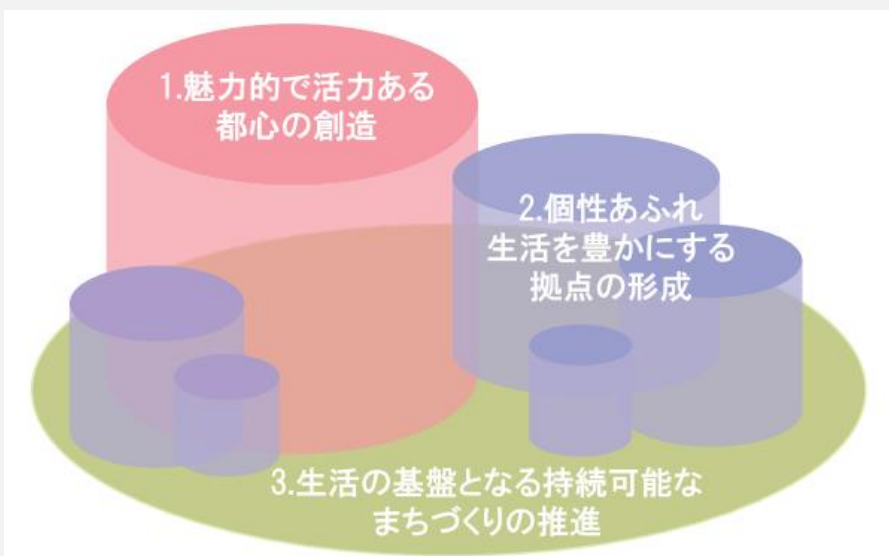 1.魅力的で活力ある
都心の創造
2.個性あふれ
生活を豊かにする
拠点の形成
3.生活の基盤となる持続可能な
まちづくりの推進